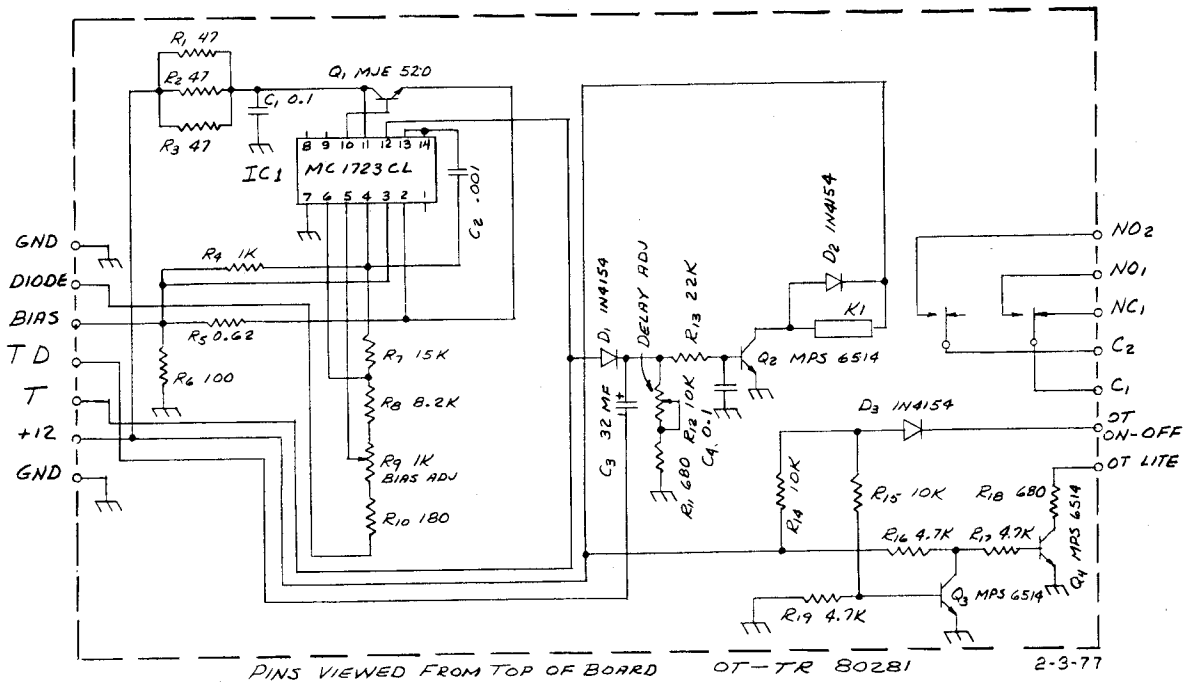 R1 47
R2 47
R3 47
C1 0.1
Q1 MJE 520
8 9 10 11 12 13 14
IC1
MC 1723 CL
7 6 5 4 3 2 1
C2 .001
GND
DIODE
BIAS
TD
T
+12
GND
R4 1K
R5 0.62
R6 100
R7 15K
R8 8.2K
R9 1K
BIAS ADJ
R10 180
D1 1N4154
DELAY ADJ
R13 22K
D2 1N4154
K1
Q2 MPS 6514
C3 32 MF
+
R11 680
R12 10K
C4 0.1
NO2
NO1
NC1
C2
C1
OT
ON-OFF
OT LITE
D3 1N4154
R14 10K
R15 10K
R18 680
R16 4.7K
R17 4.7K
Q4 MPS 6514
Q3 MPS 6514
R19 4.7K
PINS VIEWED FROM TOP OF BOARD
OT-TR 80281
2-3-77